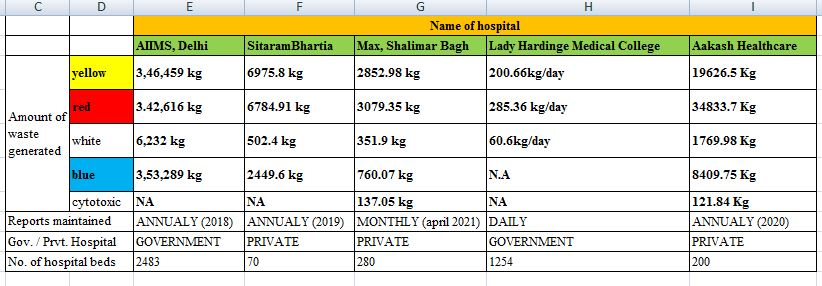 C D E F G H I
Name of hospital
AIIMS, Delhi SitaramBhartia Max, Shalimar Bagh Lady Hardinge Medical College Aakash Healthcare
yellow 3,46,459 kg 6975.8 kg 2852.98 kg 200.66kg/day 19626.5 Kg
red 3.42,616 kg 6784.91 kg 3079.35 kg 285.36 kg/day 34833.7 Kg
Amount of waste generated
white 6,232 kg 502.4 kg 351.9 kg 60.6kg/day 1769.98 Kg
blue 3,53,289 kg 2449.6 kg 760.07 kg N.A 8409.75 Kg
cytotoxic NA NA 137.05 kg NA 121.84 Kg
Reports maintained ANNUALY (2018) ANNUALY (2019) MONTHLY (april 2021) DAILY ANNUALY (2020)
Gov. / Prvt. Hospital GOVERNMENT PRIVATE PRIVATE GOVERNMENT PRIVATE
No. of hospital beds 2483 70 280 1254 200